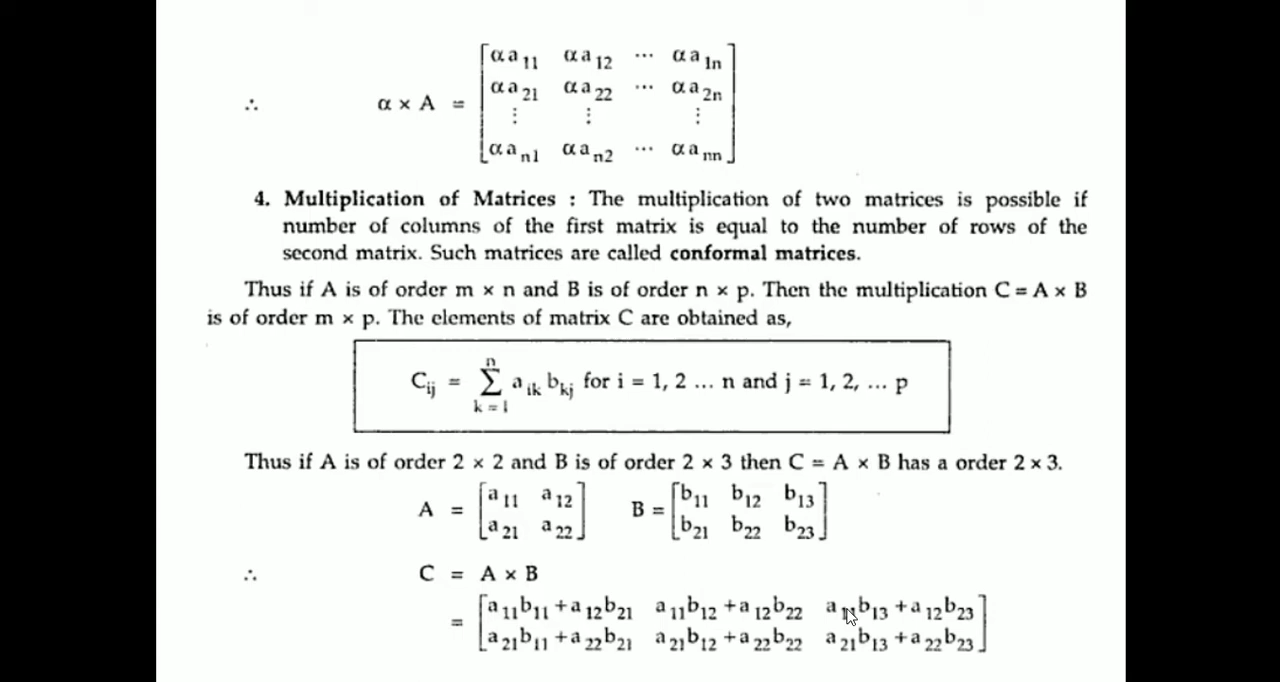 ∴ α × A = [αa₁₁ αa₁₂ ⋯ αa₁ₙ
αa₂₁ αa₂₂ ⋯ αa₂ₙ
⋮ ⋮ ⋮
αaₙ₁ αaₙ₂ ⋯ αaₙₙ]
4. Multiplication of Matrices : The multiplication of two matrices is possible if
number of columns of the first matrix is equal to the number of rows of the
second matrix. Such matrices are called conformal matrices.
Thus if A is of order m × n and B is of order n × p. Then the multiplication C = A × B
is of order m × p. The elements of matrix C are obtained as,
Cᵢⱼ = Σ_{k = 1}^{n} aᵢₖ bₖⱼ for i = 1, 2 ... n and j = 1, 2, ... p
Thus if A is of order 2 × 2 and B is of order 2 × 3 then C = A × B has a order 2 × 3.
A = [a₁₁ a₁₂ B = [b₁₁ b₁₂ b₁₃]
a₂₁ a₂₂] b₂₁ b₂₂ b₂₃]
∴ C = A × B
= [a₁₁b₁₁ + a₁₂b₂₁ a₁₁b₁₂ + a₁₂b₂₂ a₁₁b₁₃ + a₁₂b₂₃
a₂₁b₁₁ + a₂₂b₂₁ a₂₁b₁₂ + a₂₂b₂₂ a₂₁b₁₃ + a₂₂b₂₃]